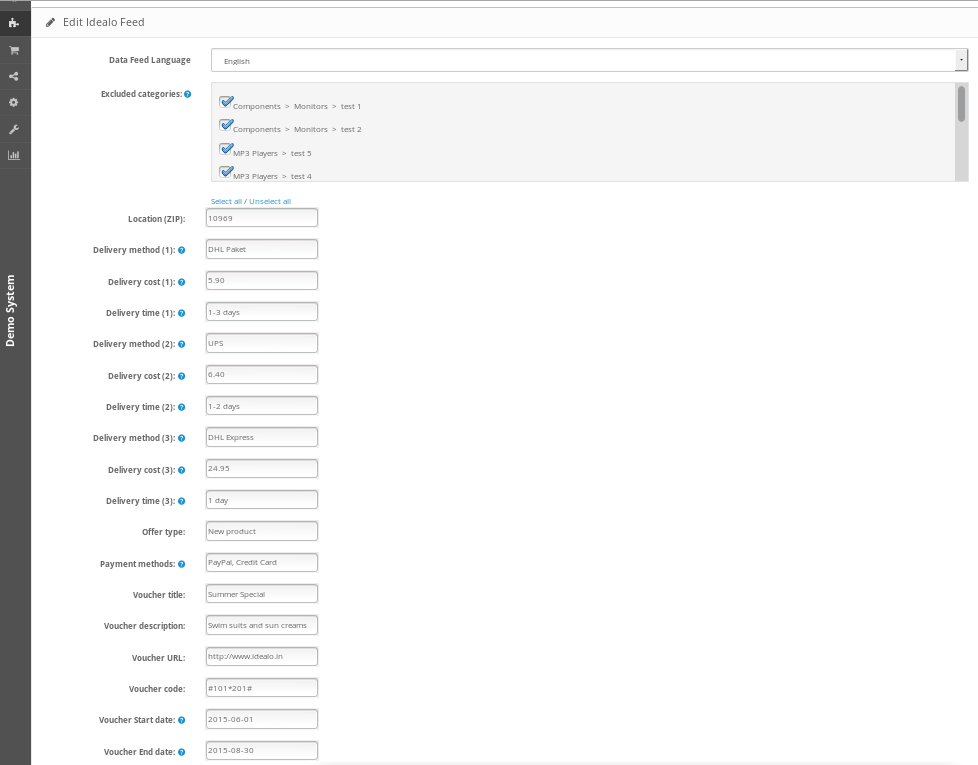 Edit Idealo Feed
Data Feed Language English
Excluded categories:
Components > Monitors > test 1
Components > Monitors > test 2
MP3 Players > test 5
MP3 Players > test 4
Select all / Unselect all
Location (ZIP): 10969
Delivery method (1): DHL Paket
Delivery cost (1): 5.90
Delivery time (1): 1-3 days
Delivery method (2): UPS
Delivery cost (2): 6.40
Delivery time (2): 1-2 days
Delivery method (3): DHL Express
Delivery cost (3): 24.95
Delivery time (3): 1 day
Offer type: New product
Payment methods: PayPal, Credit Card
Voucher title: Summer Special
Voucher description: Swim suits and sun creams
Voucher URL: http://www.idealo.in
Voucher code: #101*201#
Voucher Start date: 2015-06-01
Voucher End date: 2015-08-30
Demo System